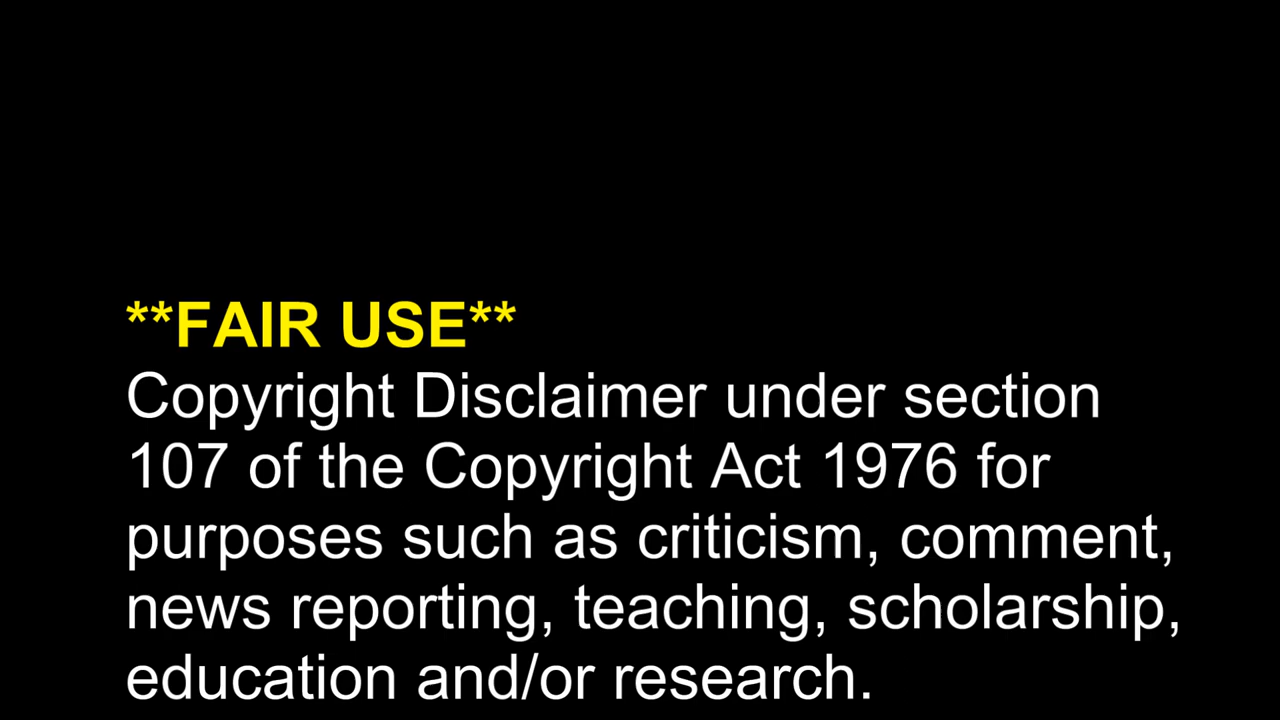 **FAIR USE**
Copyright Disclaimer under section
107 of the Copyright Act 1976 for
purposes such as criticism, comment,
news reporting, teaching, scholarship,
education and/or research.